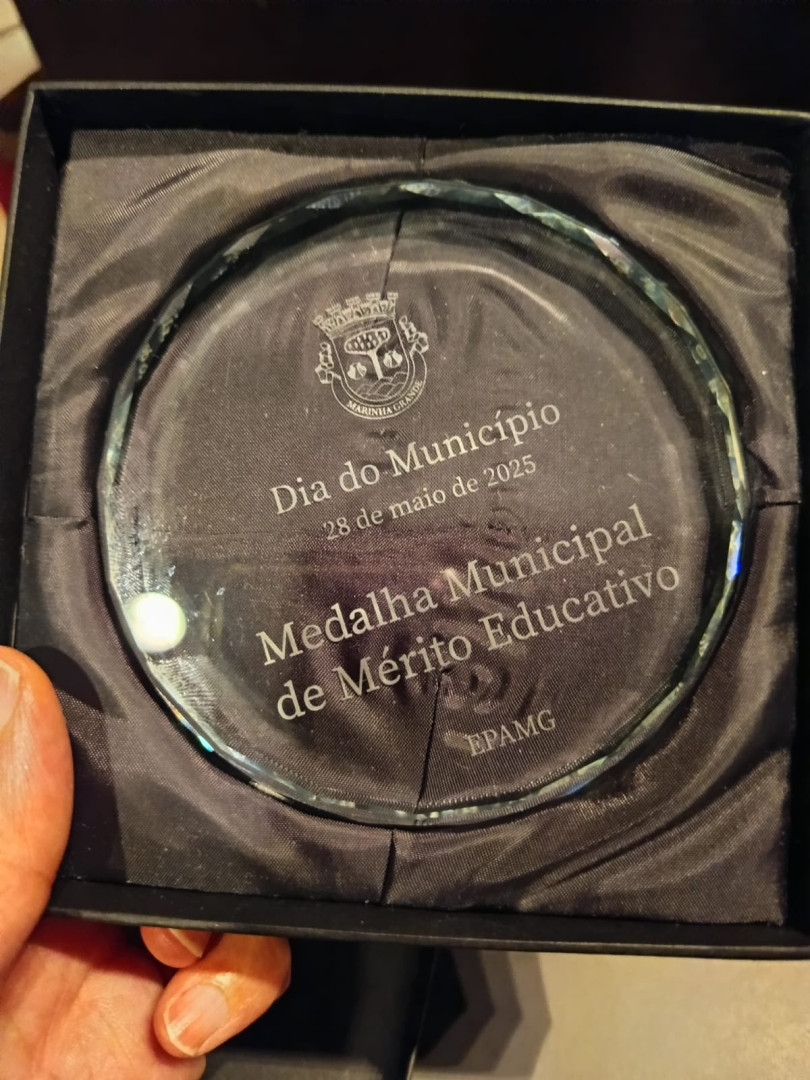 MARINHA GRANDE
Dia do Município
28 de maio de 2025
Medalha Municipal
de Mérito Educativo
EPAMG